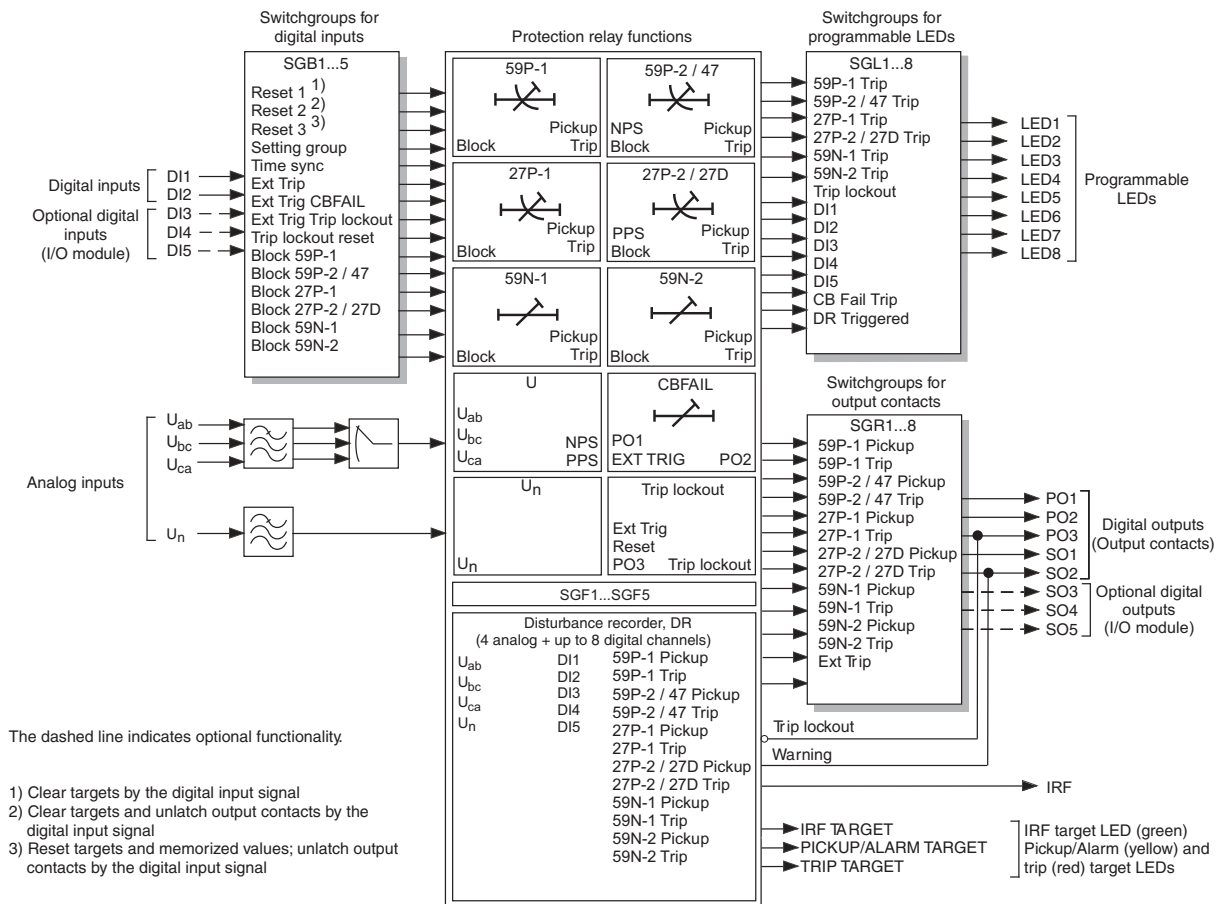 Switchgroups for
digital inputs
SGB1...5
Reset 1 1)
Reset 2 2)
Reset 3 3)
Setting group
Time sync
Ext Trip
Ext Trig CBFAIL
Ext Trig Trip lockout
Trip lockout reset
Block 59P-1
Block 59P-2 / 47
Block 27P-1
Block 27P-2 / 27D
Block 59N-1
Block 59N-2
Digital inputs
DI1
DI2
Optional digital
inputs
(I/O module)
DI3
DI4
DI5
Analog inputs
Uab
Ubc
Uca
Un
Protection relay functions
59P-1
Pickup
Block Trip
59P-2 / 47
NPS Pickup
Block Trip
27P-1
Pickup
Trip
Block
27P-2 / 27D
Pickup
PPS Trip
Block
59N-1
Pickup
Block Trip
59N-2
Pickup
Block Trip
U
Uab
Ubc NPS
Uca PPS
CBFAIL
PO1
EXT TRIG PO2
Un
Un
Trip lockout
Ext Trig
Reset
PO3 Trip lockout
SGF1...SGF5
Disturbance recorder, DR
(4 analog + up to 8 digital channels)
Uab
Ubc
Uca
Un
DI1
DI2
DI3
DI4
DI5
59P-1 Pickup
59P-1 Trip
59P-2 / 47 Pickup
59P-2 / 47 Trip
27P-1 Pickup
27P-1 Trip
27P-2 / 27D Pickup
27P-2 / 27D Trip
59N-1 Pickup
59N-1 Trip
59N-2 Pickup
59N-2 Trip
Switchgroups for
programmable LEDs
SGL1...8
59P-1 Trip
59P-2 / 47 Trip
27P-1 Trip
27P-2 / 27D Trip
59N-1 Trip
59N-2 Trip
Trip lockout
DI1
DI2
DI3
DI4
DI5
CB Fail Trip
DR Triggered
LED1
LED2
LED3
LED4
LED5
LED6
LED7
LED8
Programmable
LEDs
Switchgroups for
output contacts
SGR1...8
59P-1 Pickup
59P-1 Trip
59P-2 / 47 Pickup
59P-2 / 47 Trip
27P-1 Pickup
27P-1 Trip
27P-2 / 27D Pickup
27P-2 / 27D Trip
59N-1 Pickup
59N-1 Trip
59N-2 Pickup
59N-2 Trip
Ext Trip
PO1
PO2
PO3
SO1
SO2
Digital outputs
(Output contacts)
SO3
SO4
SO5
Optional digital
outputs
(I/O module)
Trip lockout
Warning
IRF
IRF TARGET
PICKUP/ALARM TARGET
TRIP TARGET
IRF target LED (green)
Pickup/Alarm (yellow) and
trip (red) target LEDs
The dashed line indicates optional functionality.
1) Clear targets by the digital input signal
2) Clear targets and unlatch output contacts by the
digital input signal
3) Reset targets and memorized values; unlatch output
contacts by the digital input signal